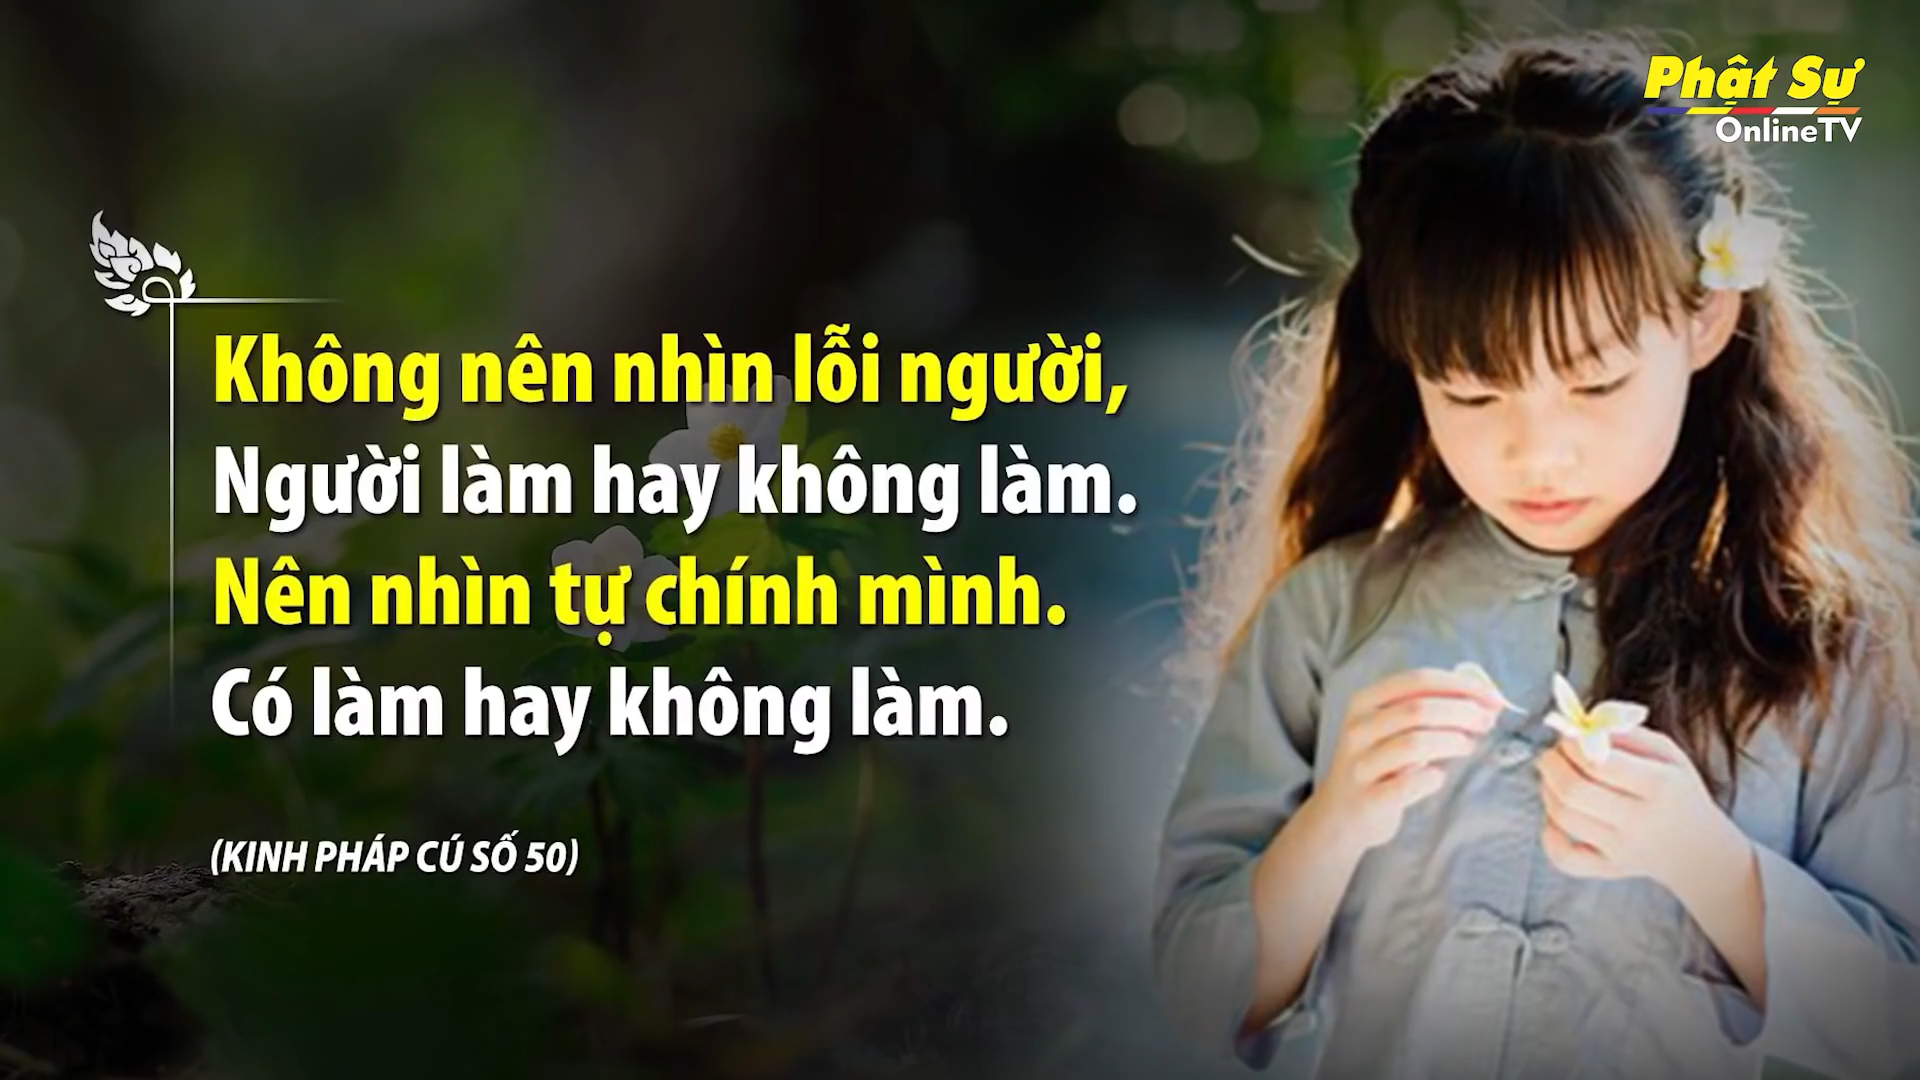 Phật Sự
OnlineTV
Không nên nhìn lỗi người,
Người làm hay không làm.
Nên nhìn tự chính mình.
Có làm hay không làm.
(KINH PHÁP CÚ SỐ 50)